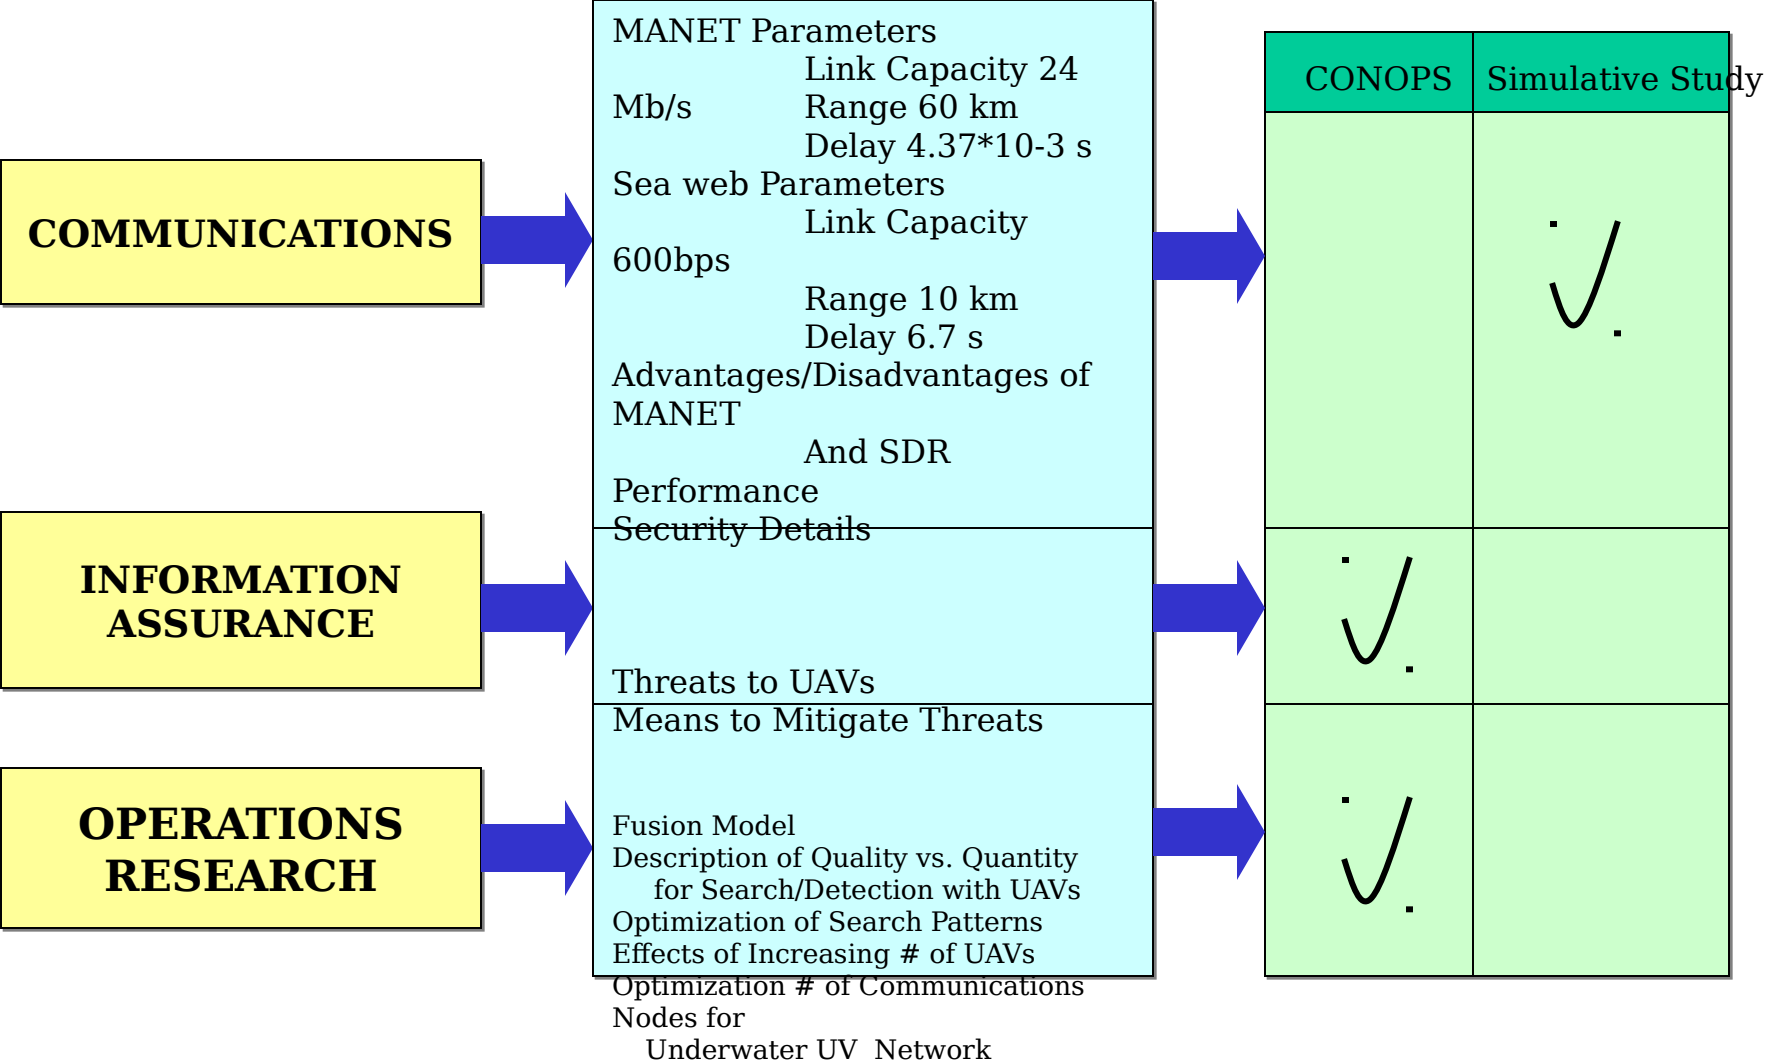 COMMUNICATIONS
INFORMATION
ASSURANCE
OPERATIONS
RESEARCH
MANET Parameters
Link Capacity 24
Mb/s Range 60 km
Delay 4.37*10-3 s
Sea web Parameters
Link Capacity
600bps
Range 10 km
Delay 6.7 s
Advantages/Disadvantages of
MANET
And SDR
Performance
Security Details
Threats to UAVs
Means to Mitigate Threats
Fusion Model
Description of Quality vs. Quantity
for Search/Detection with UAVs
Optimization of Search Patterns
Effects of Increasing # of UAVs
Optimization # of Communications
Nodes for
Underwater UV Network
CONOPS Simulative Study